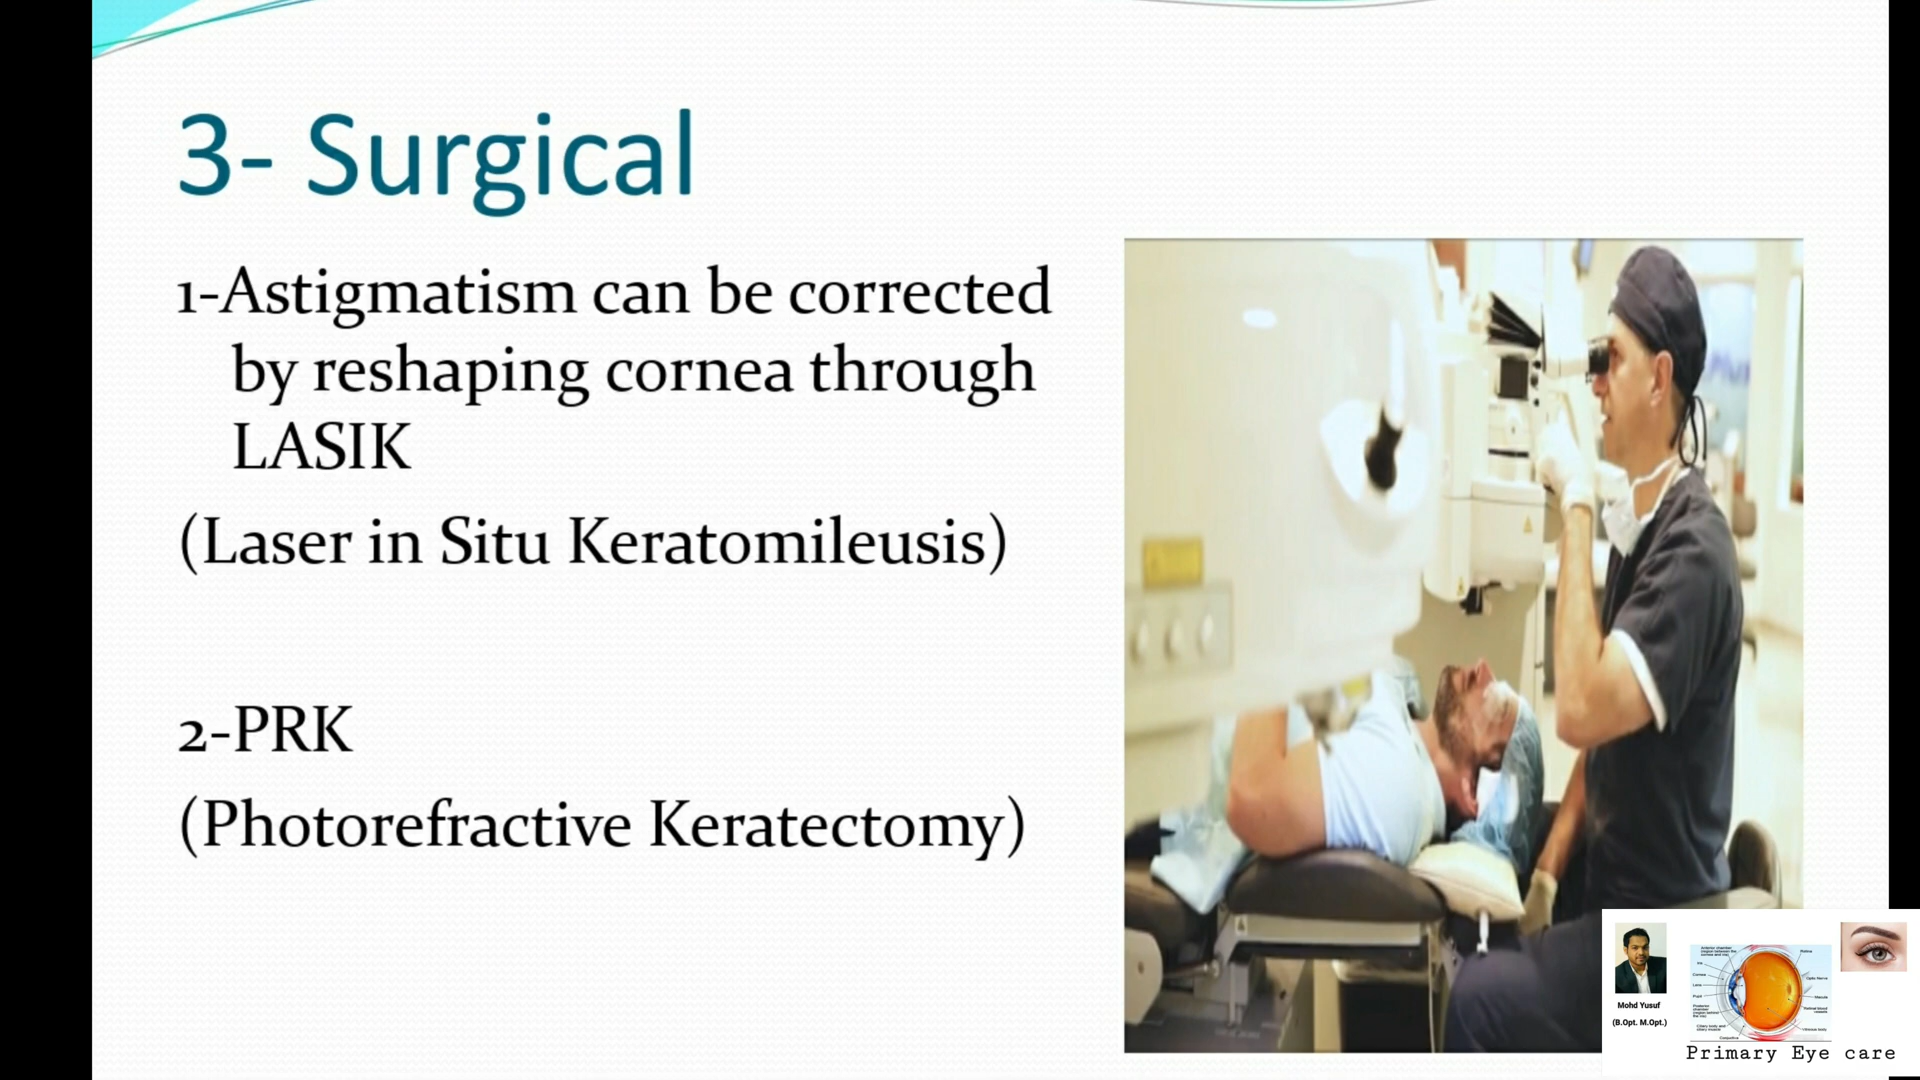 3- Surgical
1-Astigmatism can be corrected
by reshaping cornea through
LASIK
(Laser in Situ Keratomileusis)
2-PRK
(Photorefractive Keratectomy)
Mohd Yusuf
(B.Opt. M.Opt.)
Primary Eye care